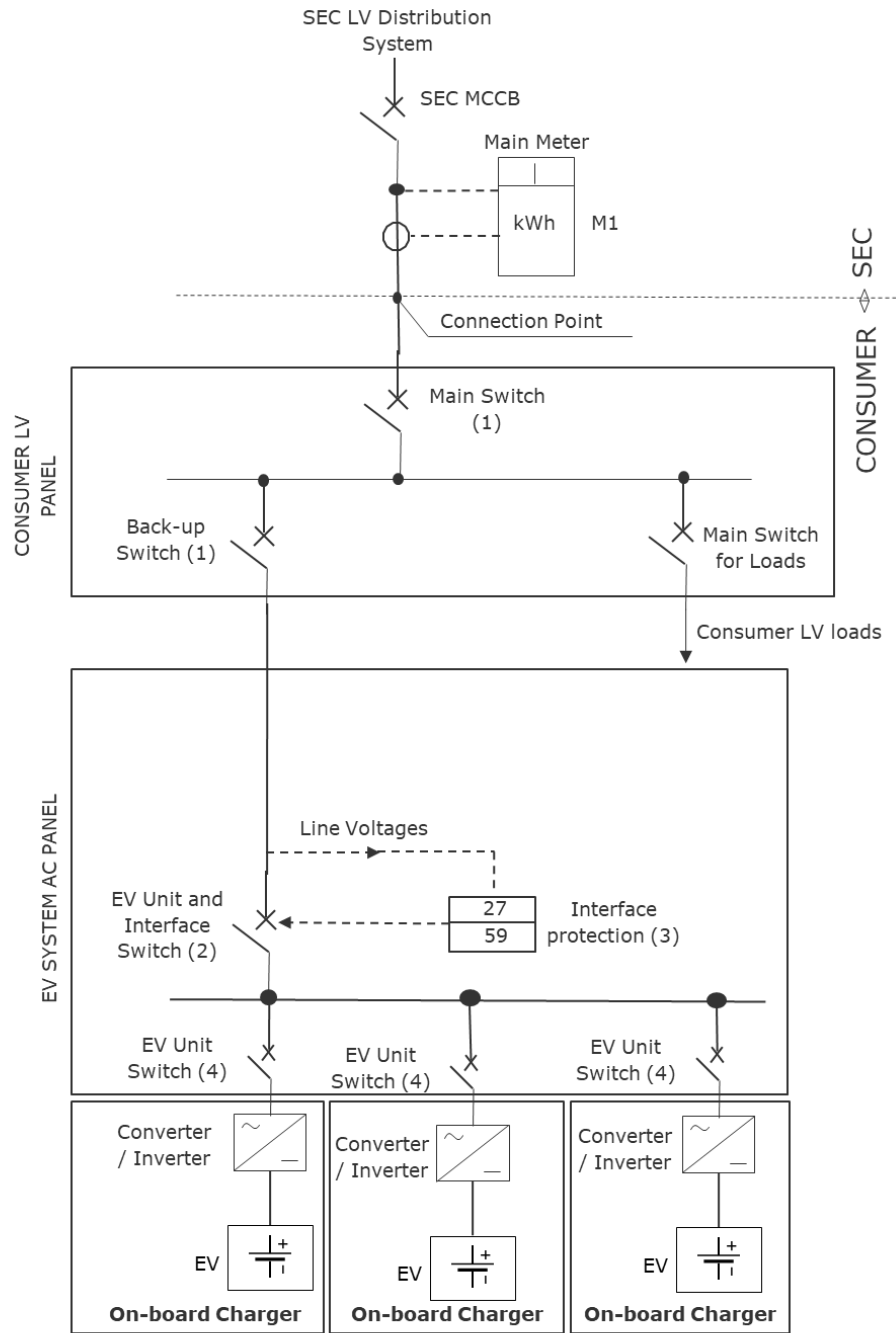 SEC LV Distribution
System
SEC MCCB
Main Meter
kWh
M1
SEC
CONSUMER
Connection Point
CONSUMER LV
PANEL
Main Switch
(1)
Back-up
Switch (1)
Main Switch
for Loads
Consumer LV loads
EV SYSTEM AC PANEL
Line Voltages
EV Unit and
Interface
Switch (2)
27
59
Interface
protection (3)
EV Unit
Switch (4)
EV Unit
Switch (4)
EV Unit
Switch (4)
Converter
/ Inverter
Converter
/ Inverter
Converter
/ Inverter
EV
+
EV
+
EV
+
On-board Charger
On-board Charger
On-board Charger